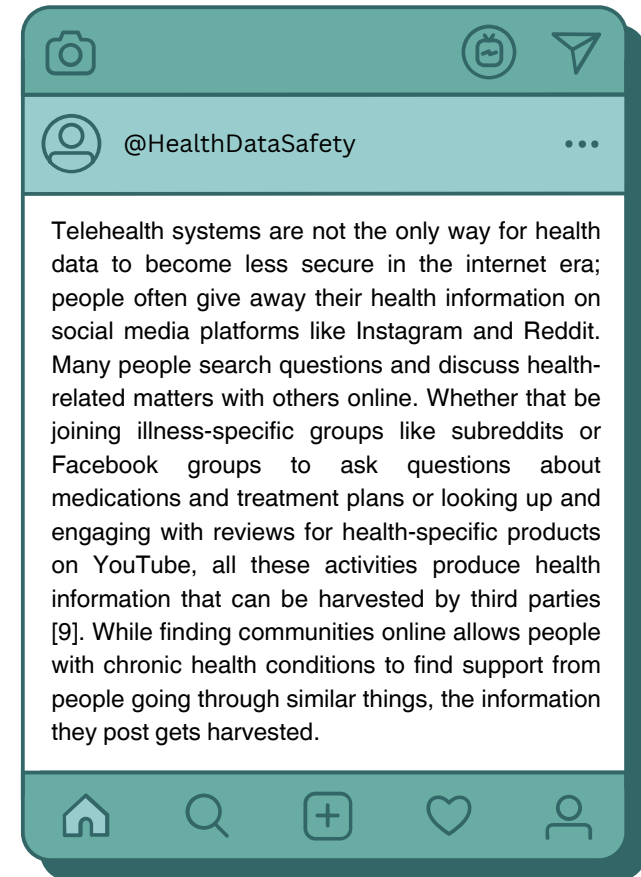 @HealthDataSafety
Telehealth systems are not the only way for health
data to become less secure in the internet era;
people often give away their health information on
social media platforms like Instagram and Reddit.
Many people search questions and discuss health-
related matters with others online. Whether that be
joining illness-specific groups like subreddits or
Facebook groups to ask questions about
medications and treatment plans or looking up and
engaging with reviews for health-specific products
on YouTube, all these activities produce health
information that can be harvested by third parties
[9]. While finding communities online allows people
with chronic health conditions to find support from
people going through similar things, the information
they post gets harvested.